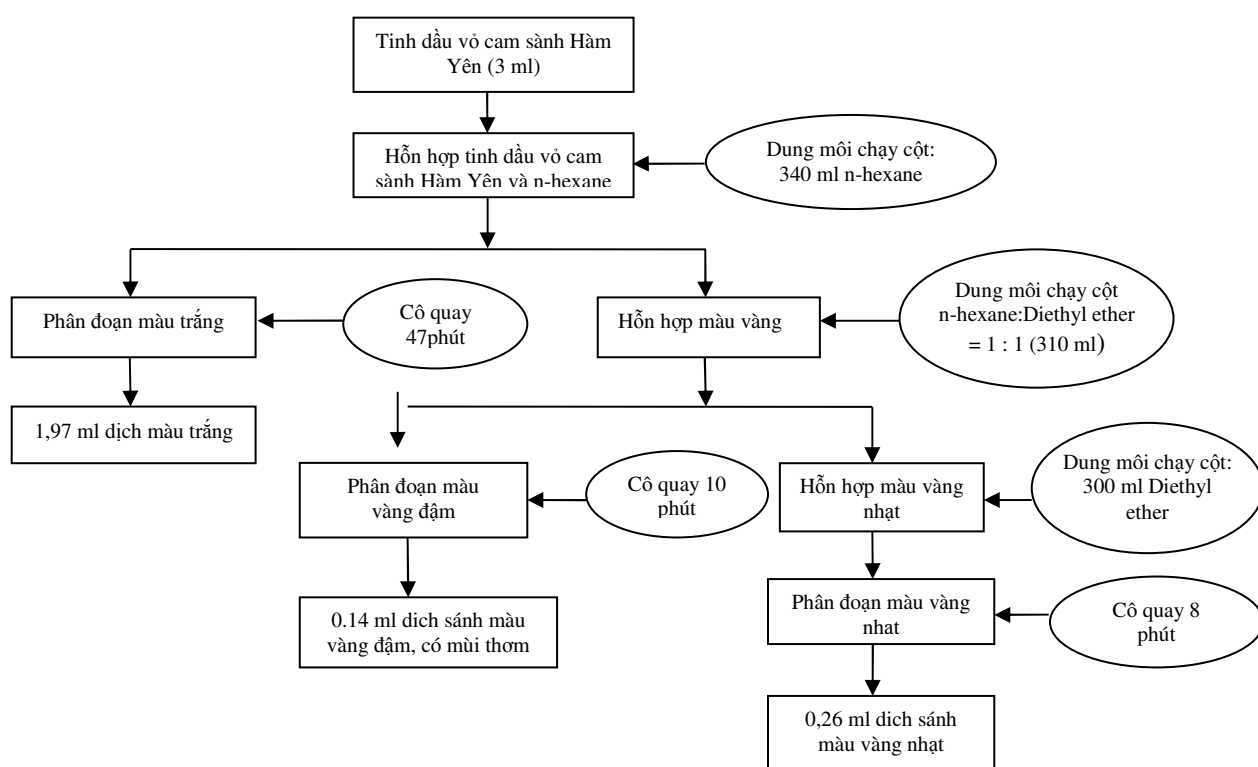 Tinh dầu vỏ cam sành Hàm
Yên (3 ml)
Hỗn hợp tinh dầu vỏ cam
sành Hàm Yên và n-hexane
Dung môi chạy cột:
340 ml n-hexane
Phân đoạn màu trắng
Cô quay
47phút
Hỗn hợp màu vàng
Dung môi chạy cột
n-hexane:Diethyl ether
= 1 : 1 (310 ml)
1,97 ml dịch màu trắng
Phân đoạn màu
vàng đậm
Cô quay 10
phút
Hỗn hợp màu vàng
nhạt
Dung môi chạy cột:
300 ml Diethyl
ether
0.14 ml dich sánh màu
vàng đậm, có mùi thơm
Phân đoạn màu vàng
nhat
Cô quay 8
phút
0,26 ml dich sánh
màu vàng nhạt